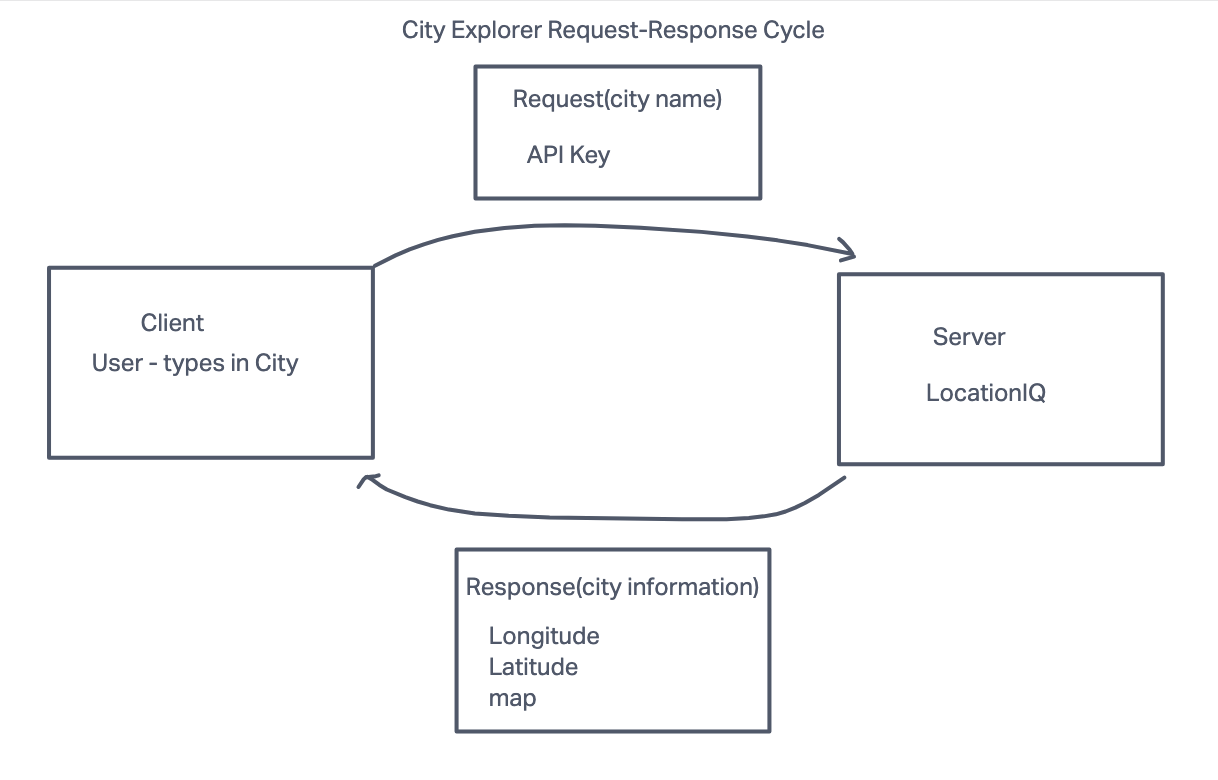 City Explorer Request-Response Cycle
Request(city name)
API Key
Client
User - types in City
Server
LocationIQ
Response(city information)
Longitude
Latitude
map